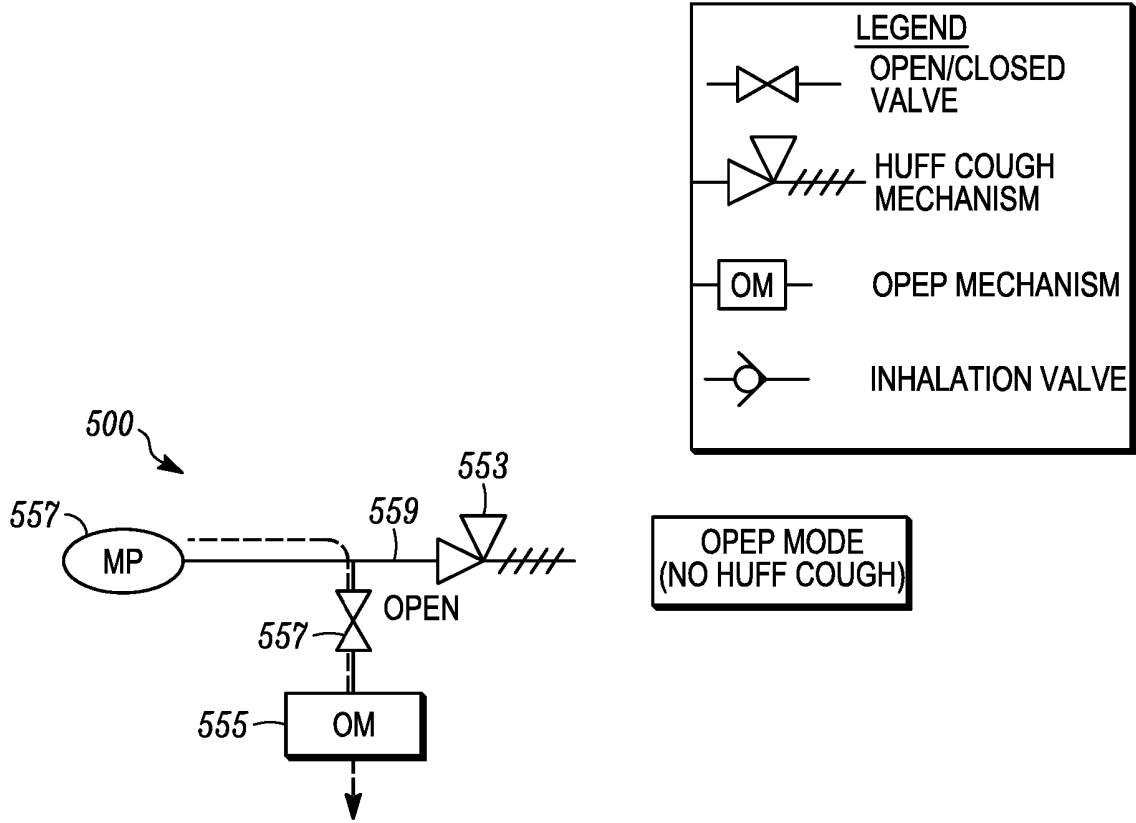 LEGEND
OPEN/CLOSED
VALVE
HUFF COUGH
MECHANISM
OM
OPEP MECHANISM
INHALATION VALVE
500
553
557
559
MP
OPEP MODE
(NO HUFF COUGH)
OPEN
557
555
OM